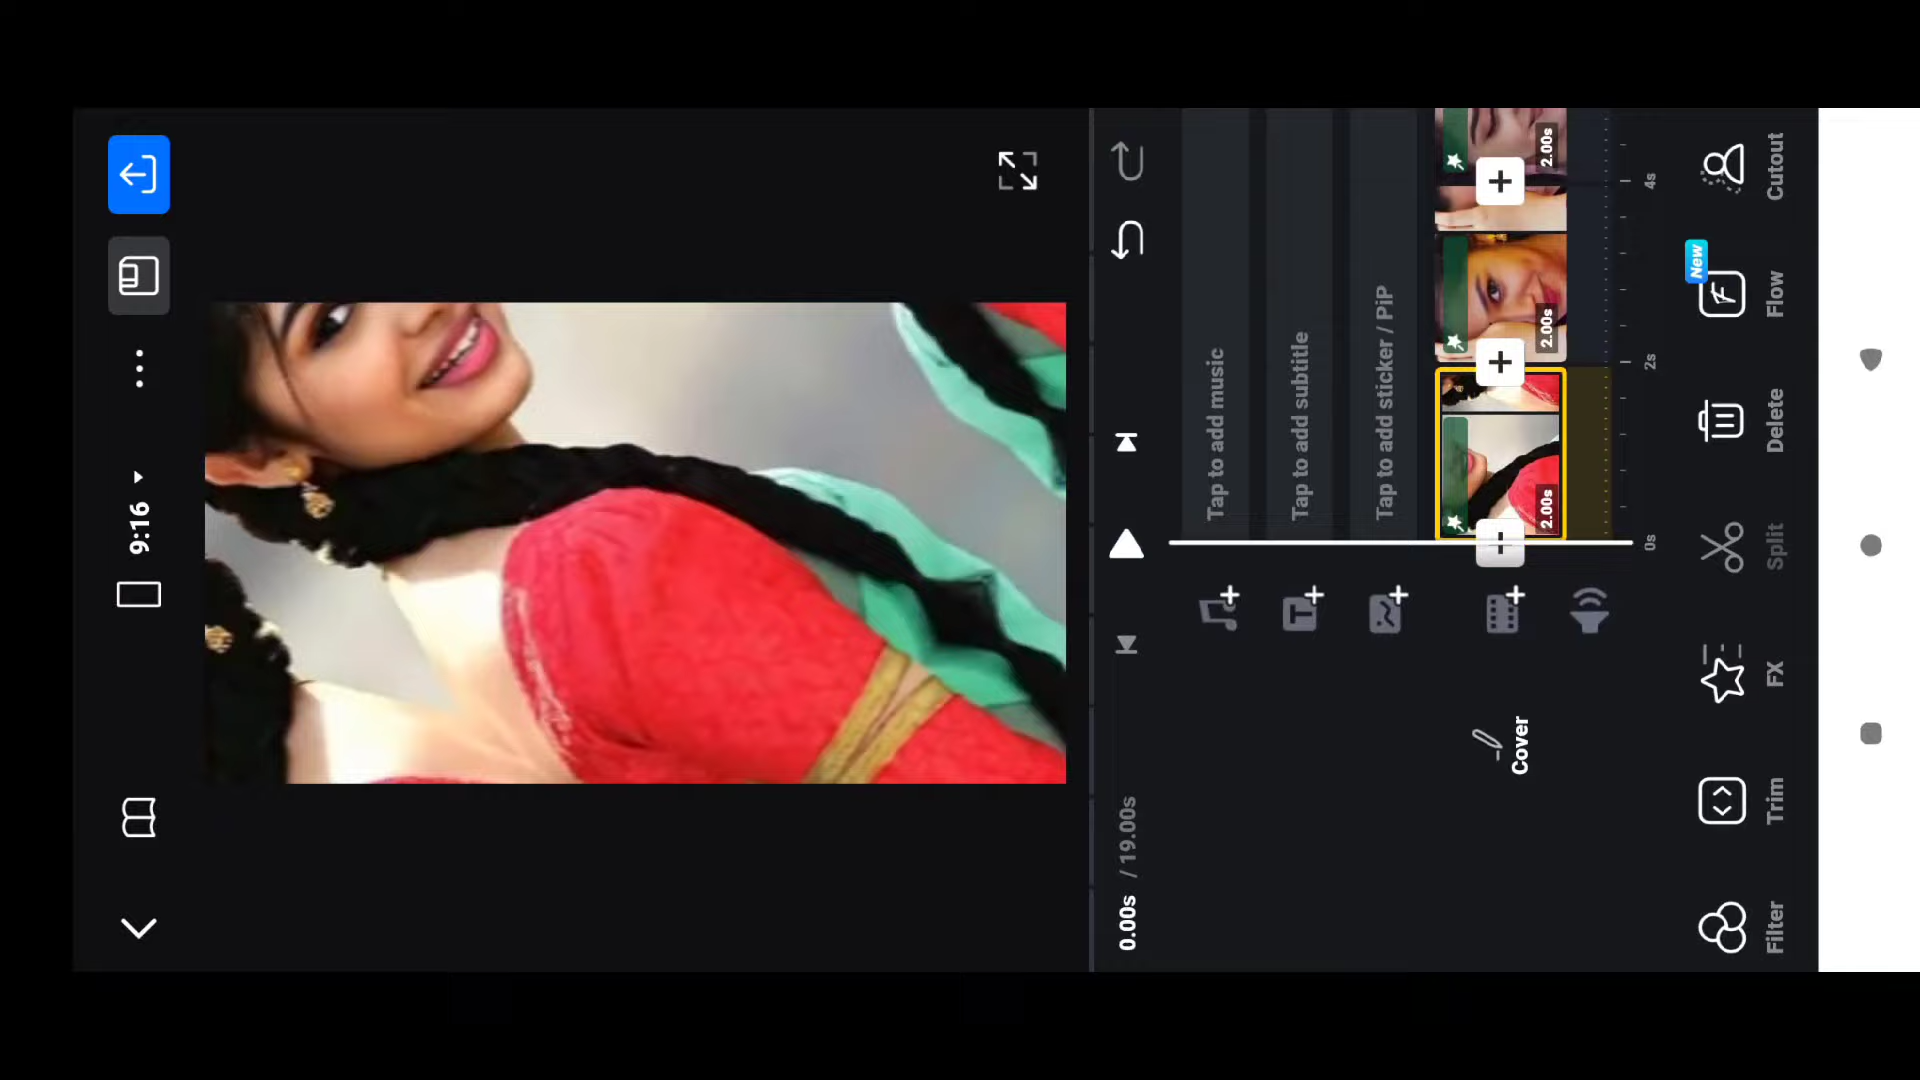 9:16
0.00s / 19.00s
Tap to add music
Tap to add subtitle
Tap to add sticker / PiP
Cover
2.00s
2.00s
2.00s
0s
2s
4s
New
Filter
Trim
FX
Split
Delete
Flow
Cutout